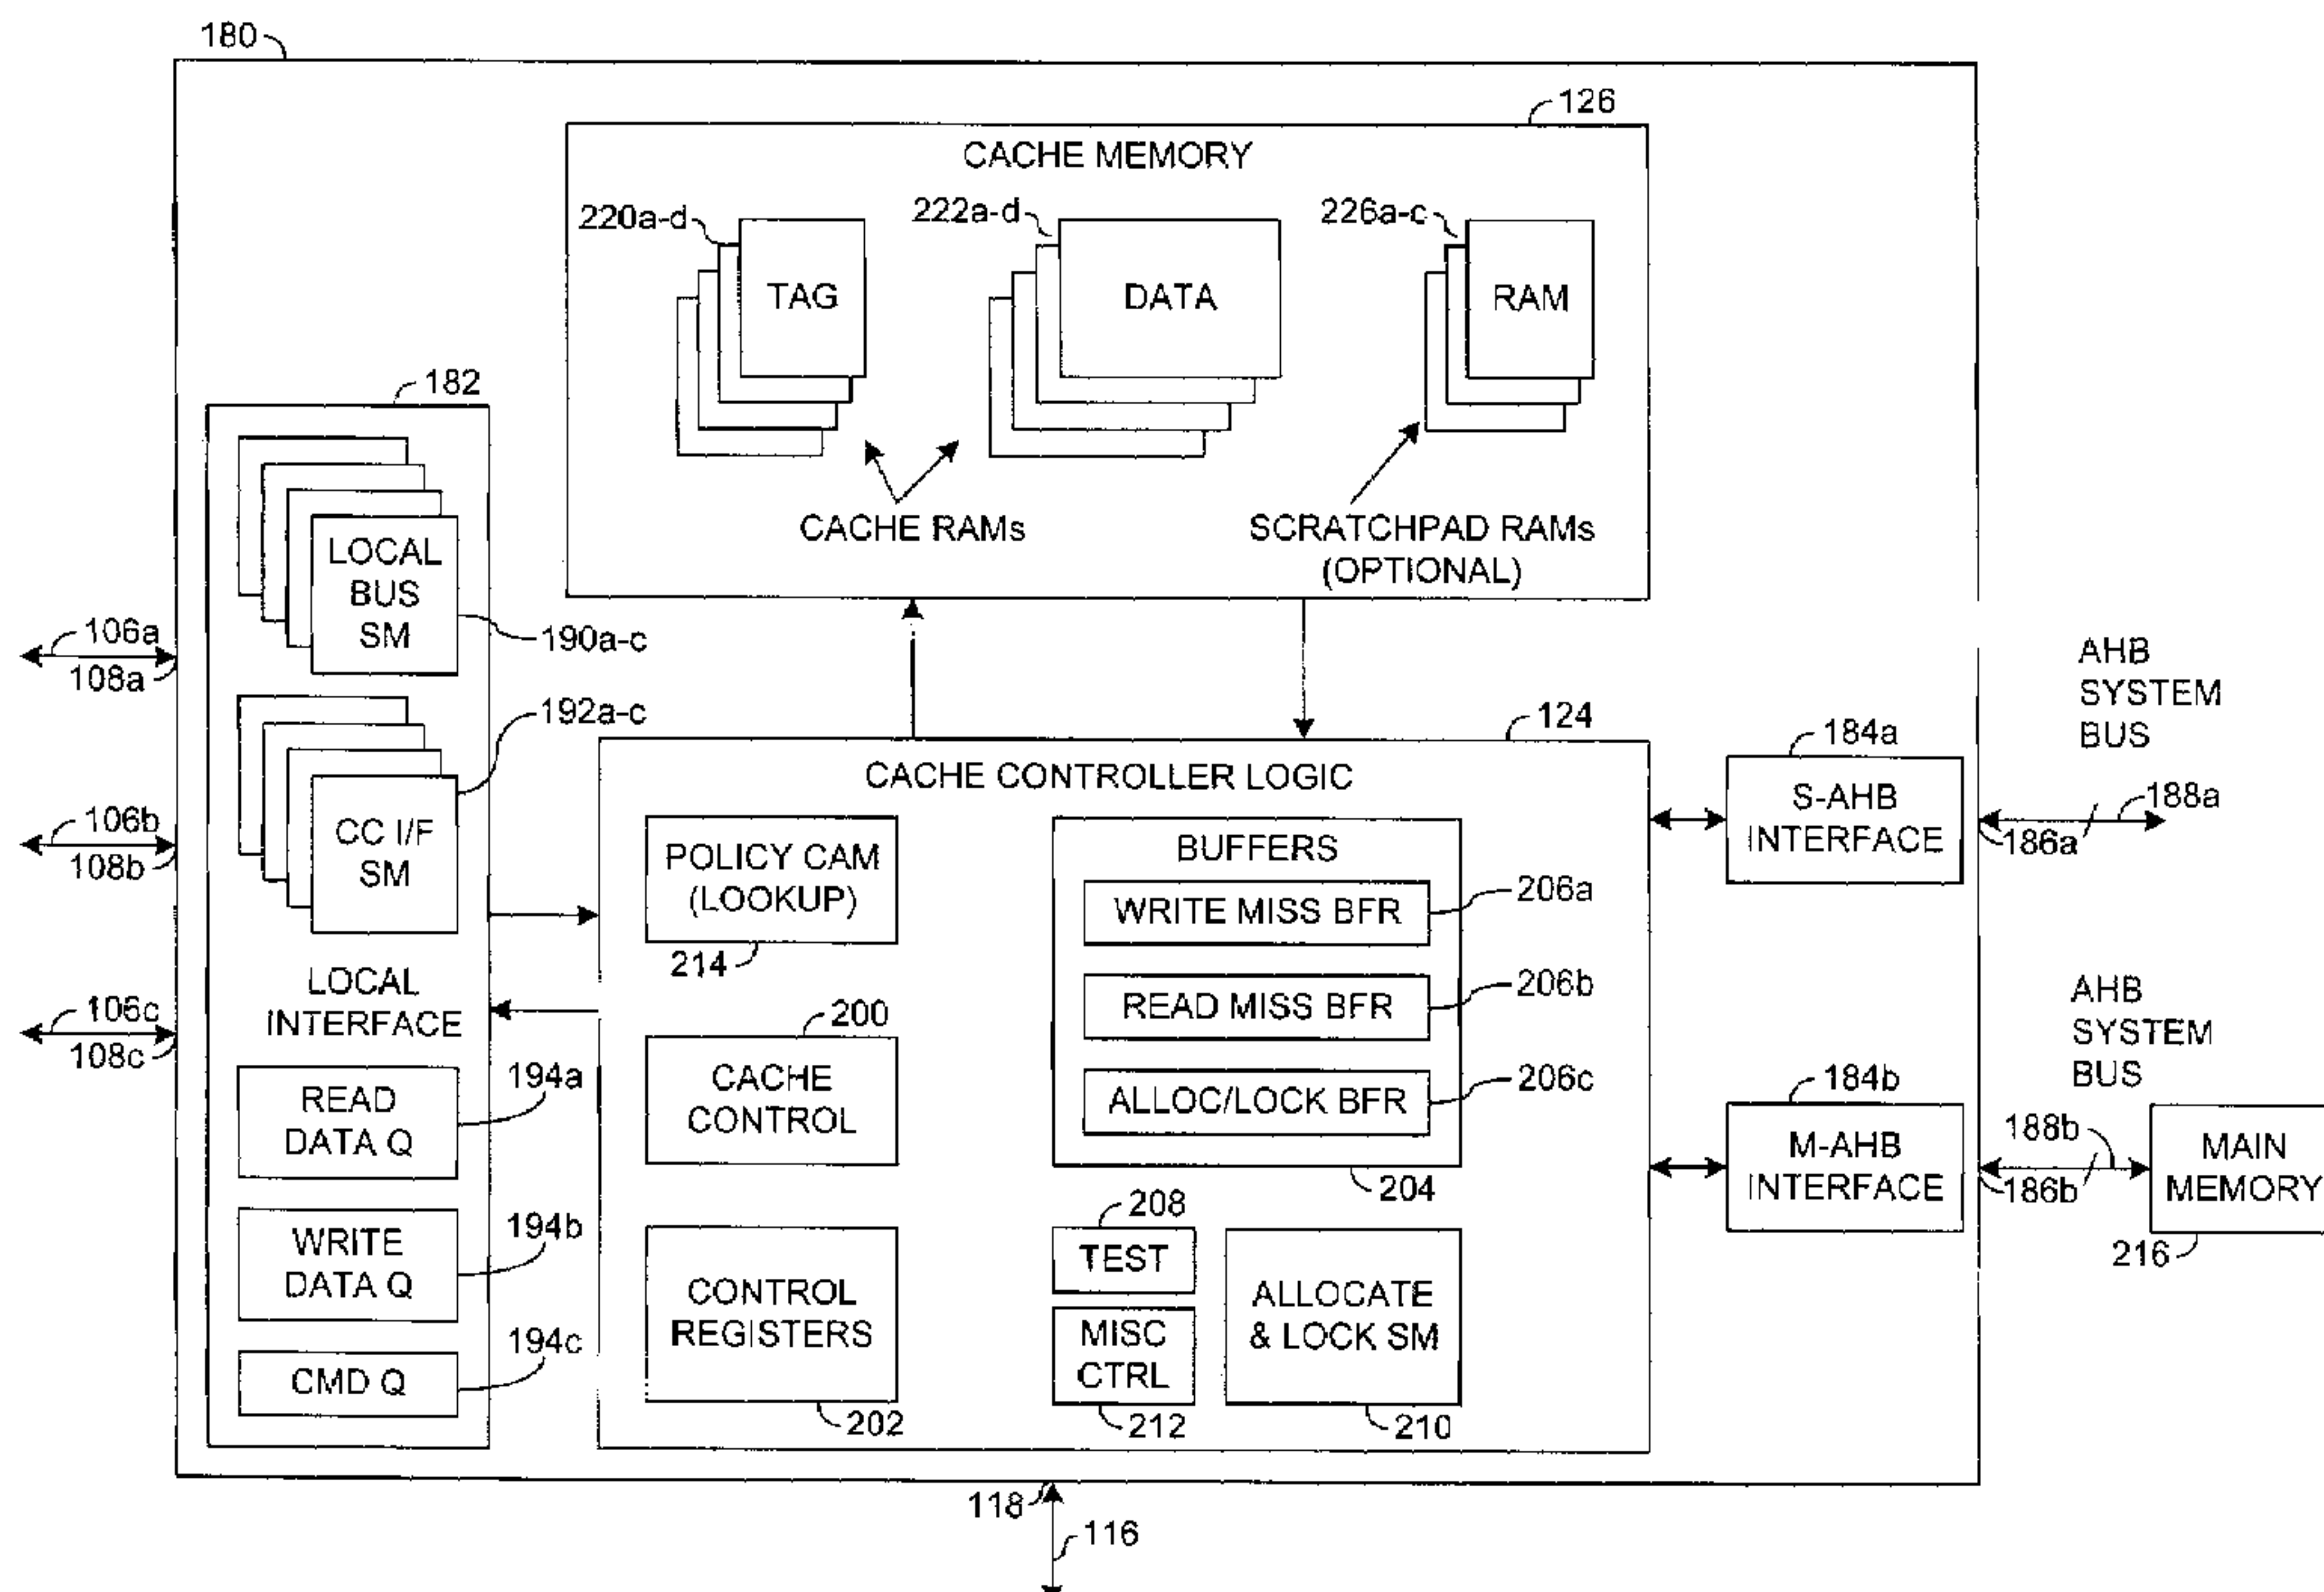 180
126
CACHE MEMORY
220a-d
222a-d
226a-c
TAG
DATA
RAM
CACHE RAMs
SCRATCHPAD RAMs
(OPTIONAL)
182
LOCAL
BUS
SM
190a-c
106a
108a
192a-c
CC I/F
SM
106b
108b
LOCAL
INTERFACE
106c
108c
READ
DATA Q
194a
WRITE
DATA Q
194b
CMD Q
194c
124
CACHE CONTROLLER LOGIC
POLICY CAM
(LOOKUP)
214
200
CACHE
CONTROL
CONTROL
REGISTERS
202
BUFFERS
WRITE MISS BFR
206a
READ MISS BFR
206b
ALLOC/LOCK BFR
206c
204
208
TEST
MISC
CTRL
212
ALLOCATE
& LOCK SM
210
AHB
SYSTEM
BUS
184a
S-AHB
INTERFACE
188a
186a
AHB
SYSTEM
BUS
184b
M-AHB
INTERFACE
188b
186b
MAIN
MEMORY
216
118
116